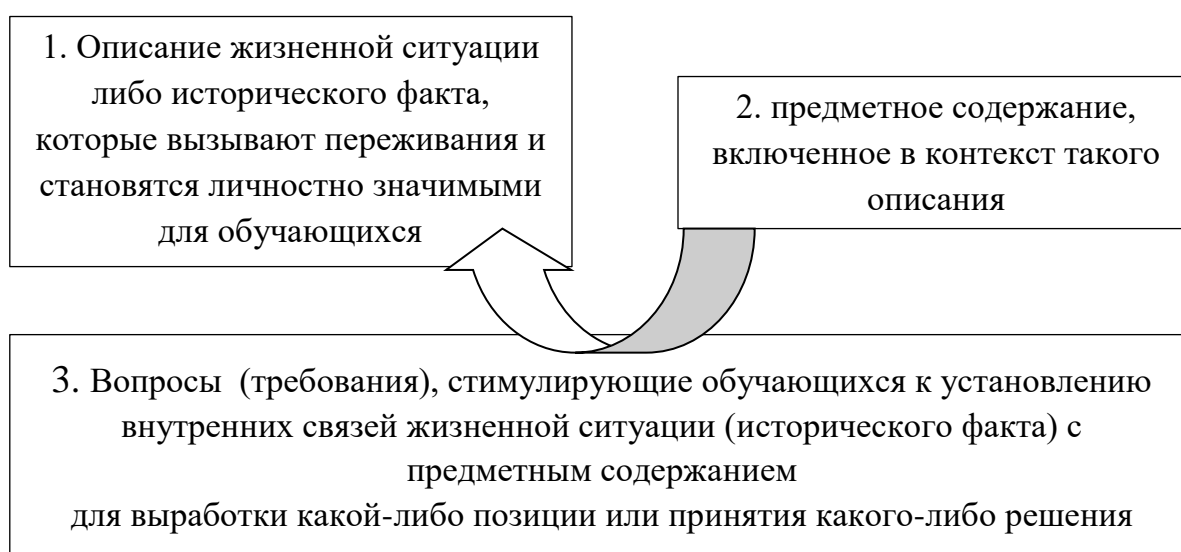 1. Описание жизненной ситуации
либо исторического факта,
которые вызывают переживания и
становятся личностно значимыми
для обучающихся
2. предметное содержание,
включенное в контекст такого
описания
3. Вопросы (требования), стимулирующие обучающихся к установлению
внутренних связей жизненной ситуации (исторического факта) с
предметным содержанием
для выработки какой-либо позиции или принятия какого-либо решения